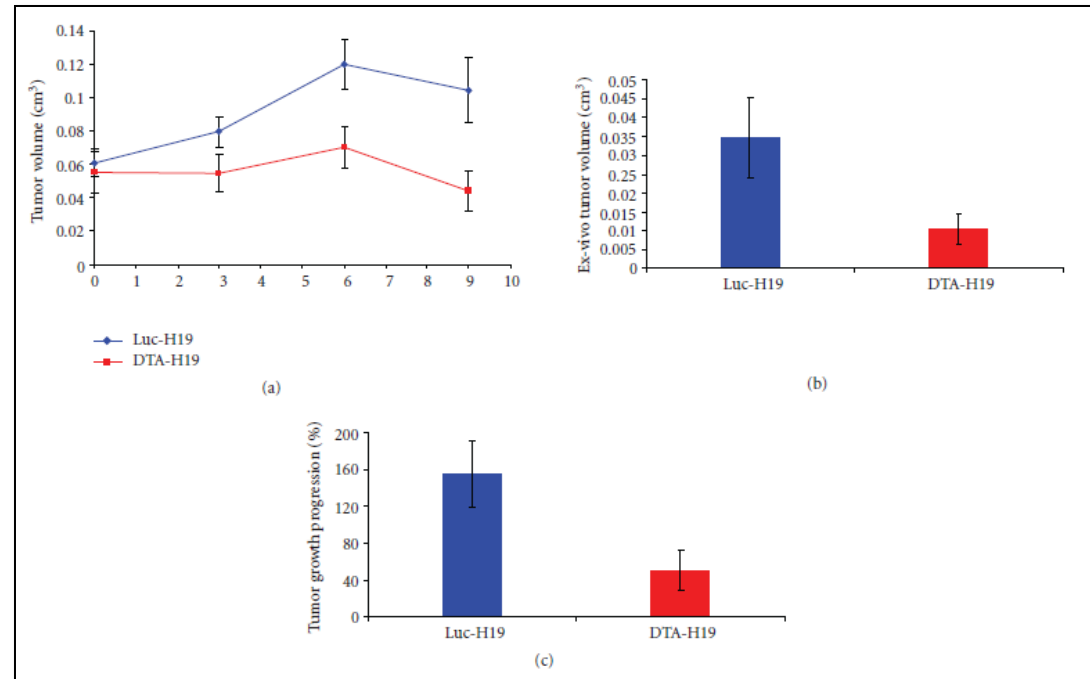 Tumor volume (cm³)
0.14
0.12
0.1
0.08
0.06
0.04
0.02
0
0 1 2 3 4 5 6 7 8 9 10
Luc-H19
DTA-H19
(a)
Ex-vivo tumor volume (cm³)
0.05
0.045
0.04
0.035
0.03
0.025
0.02
0.015
0.01
0.005
0
Luc-H19 DTA-H19
(b)
Tumor growth progression (%)
200
160
120
80
40
0
Luc-H19 DTA-H19
(c)